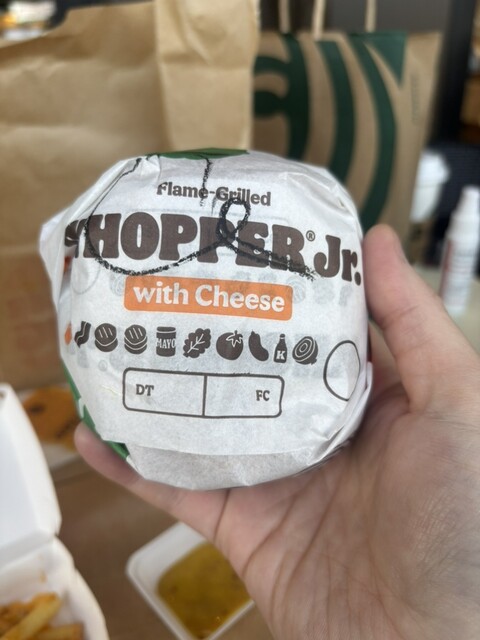 Flame-Grilled
WHOPPER® Jr.
with Cheese
MAYO K
DT FC